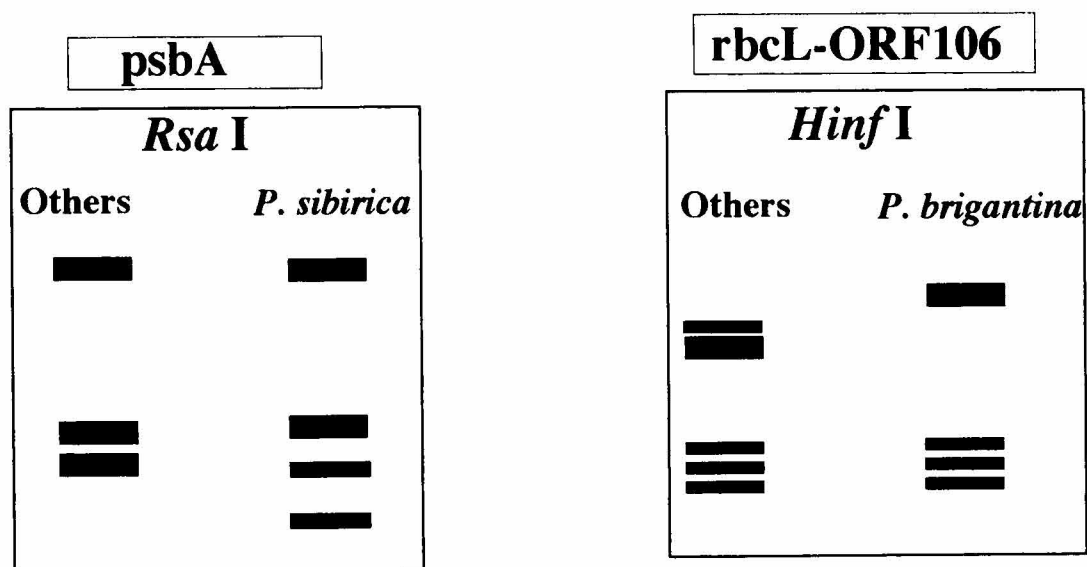 psbA
Rsa I
Others P. sibirica
rbcL-ORF106
Hinf I
Others P. brigantina